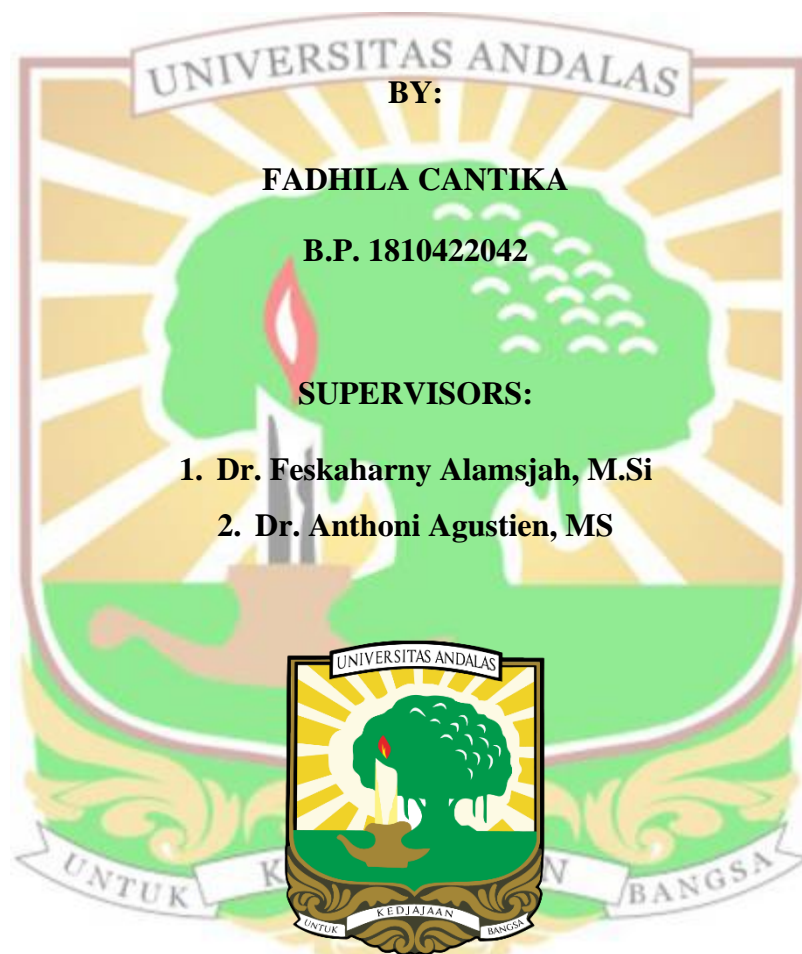 UNIVERSITAS ANDALAS
BY:
FADHILA CANTIKA
B.P. 1810422042
SUPERVISORS:
1. Dr. Feskaharny Alamsjah, M.Si
2. Dr. Anthoni Agustien, MS
UNIVERSITAS ANDALAS
UNTUK BANGSA
UNTUK KEDJAJAAN BANGSA